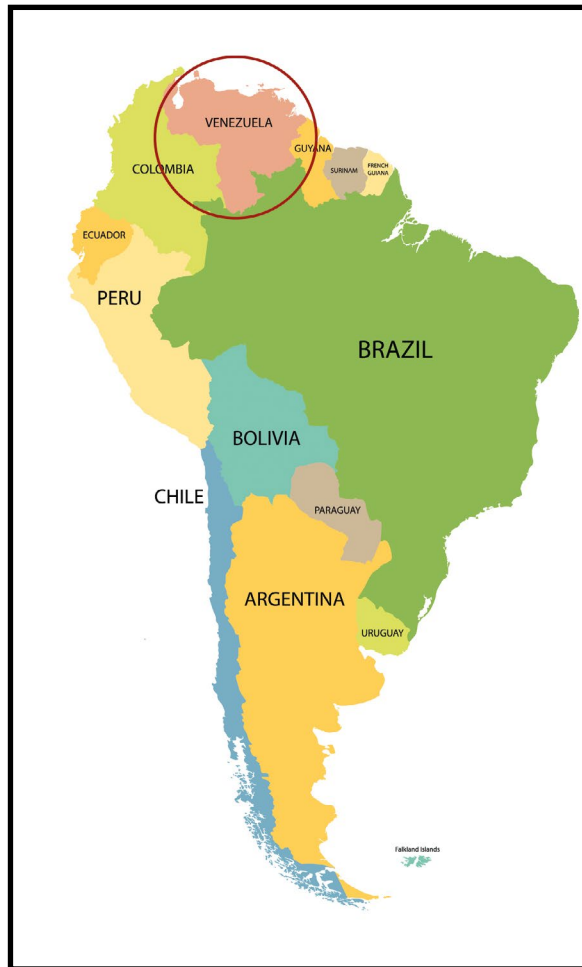 VENEZUELA
GUYANA
SURINAM
FRENCH
GUIANA
COLOMBIA
ECUADOR
PERU
BRAZIL
BOLIVIA
CHILE
PARAGUAY
ARGENTINA
URUGUAY
Falkland Islands